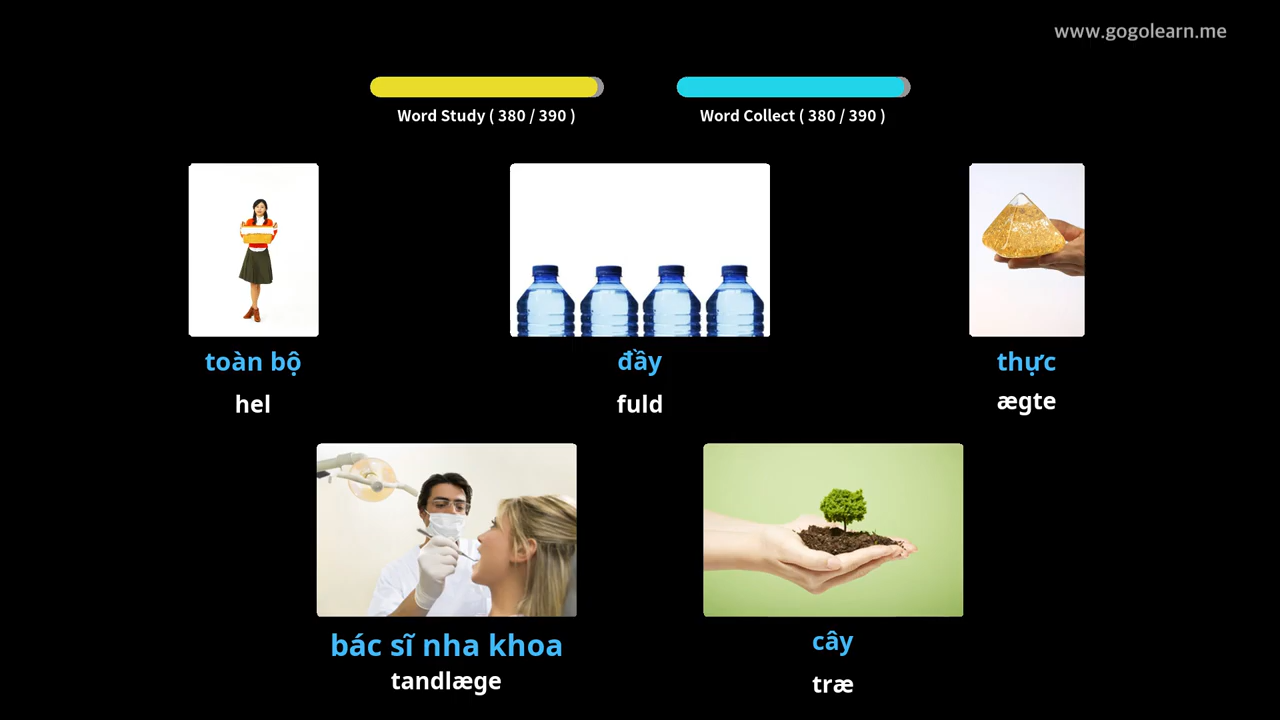 www.gogolearn.me
Word Study ( 380 / 390 )
Word Collect ( 380 / 390 )
toàn bộ
hel
đầy
fuld
thực
ægte
bác sĩ nha khoa
tandlæge
cây
træ